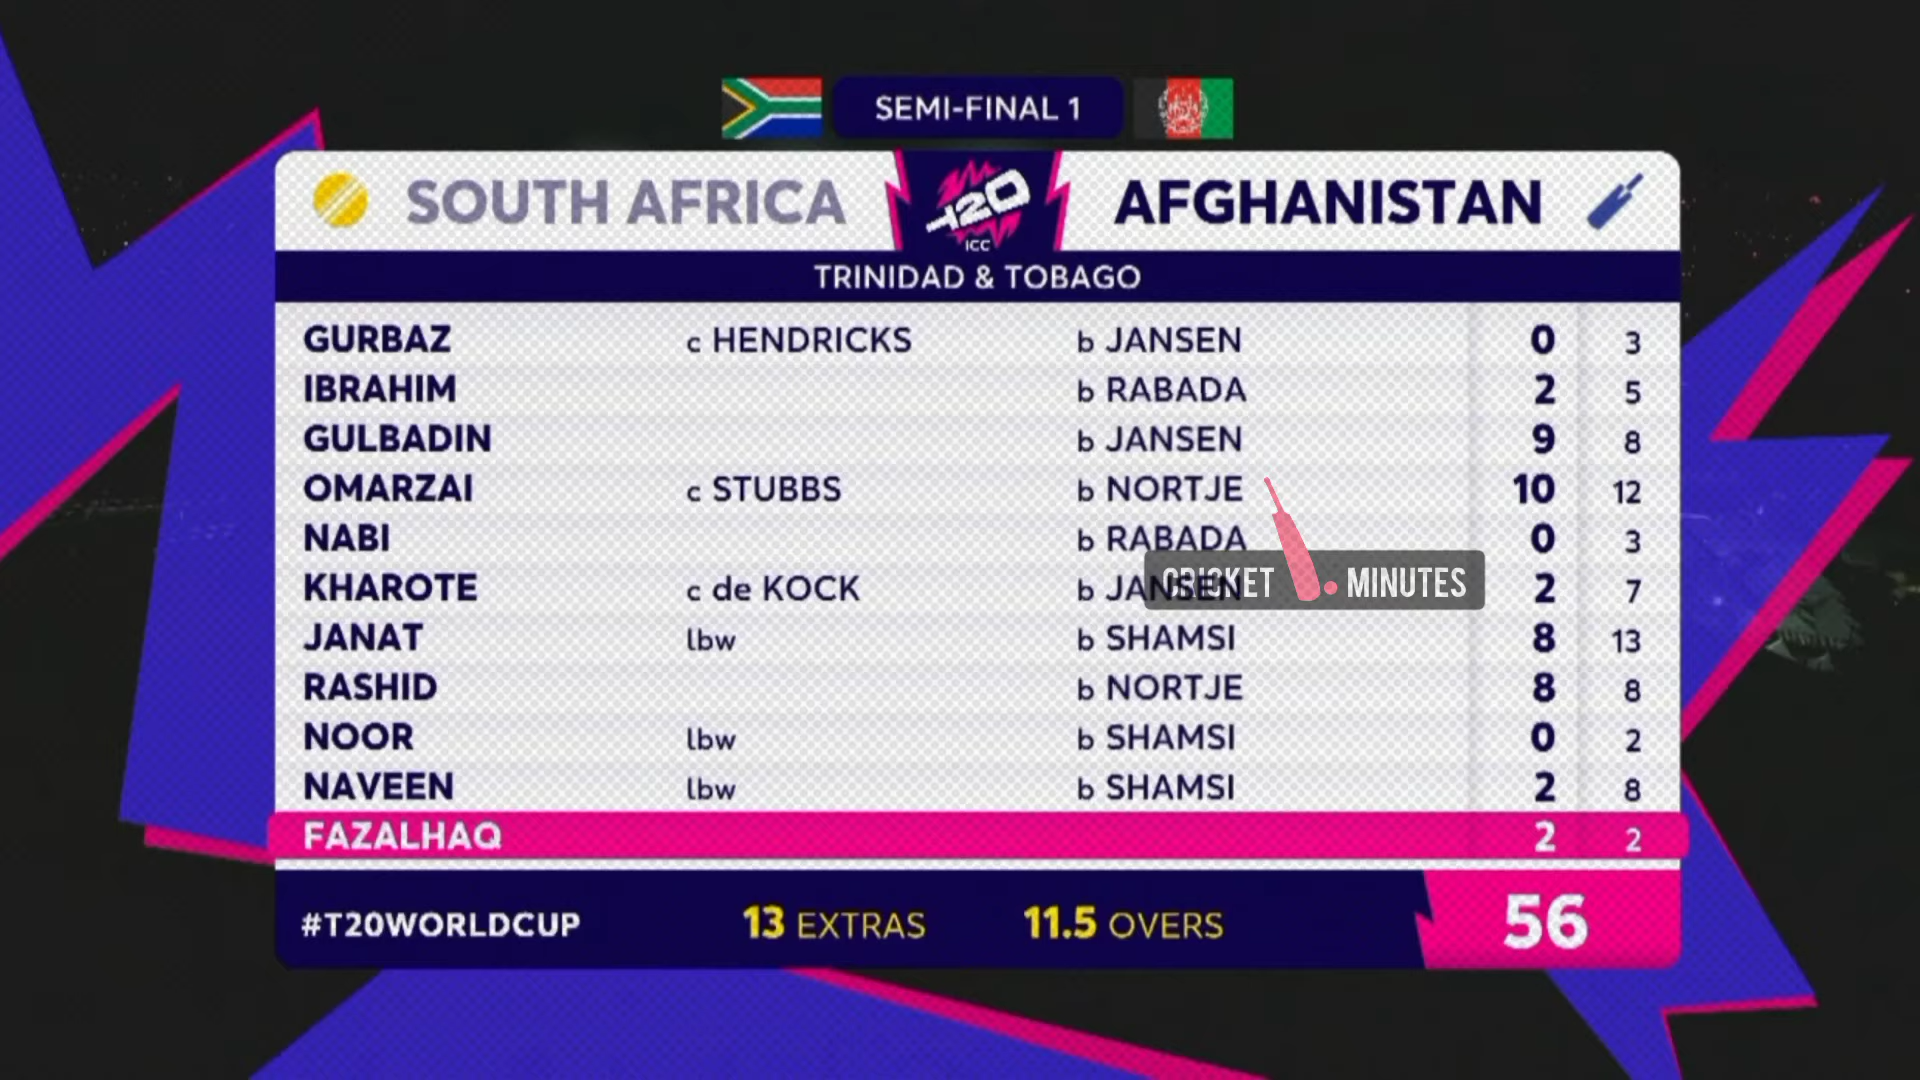 SEMI-FINAL 1
SOUTH AFRICA T20 ICC AFGHANISTAN
TRINIDAD & TOBAGO
GURBAZ c HENDRICKS b JANSEN 0 3
IBRAHIM b RABADA 2 5
GULBADIN b JANSEN 9 8
OMARZAI c STUBBS b NORTJE 10 12
NABI b RABADA 0 3
KHAROTE c de KOCK b JANSEN 2 7
CRICKET MINUTES
JANAT lbw b SHAMSI 8 13
RASHID b NORTJE 8 8
NOOR lbw b SHAMSI 0 2
NAVEEN lbw b SHAMSI 2 8
FAZALHAQ 2 2
#T20WORLDCUP 13 EXTRAS 11.5 OVERS 56